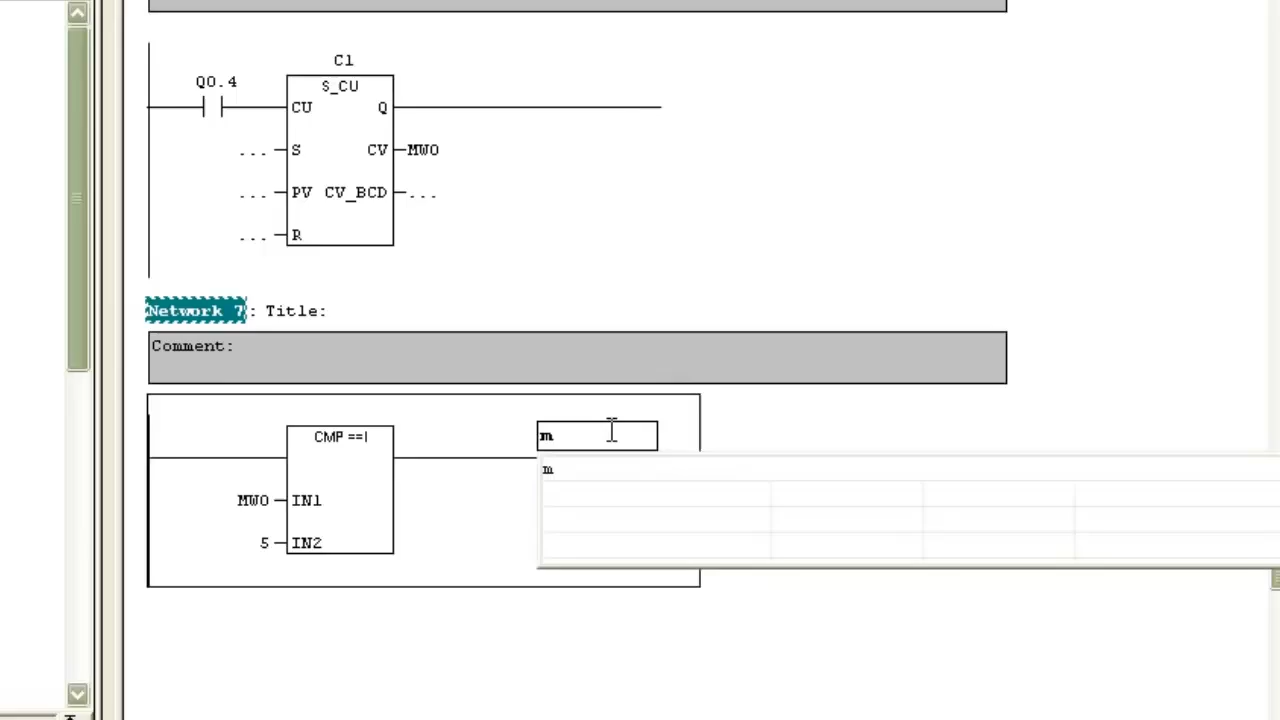 C1
Q0.4
S_CU
CU Q
... S CV MW0
... PV CV_BCD ...
... R
Network 7: Title:
Comment:
CMP ==I
m
m
MW0 IN1
5 IN2